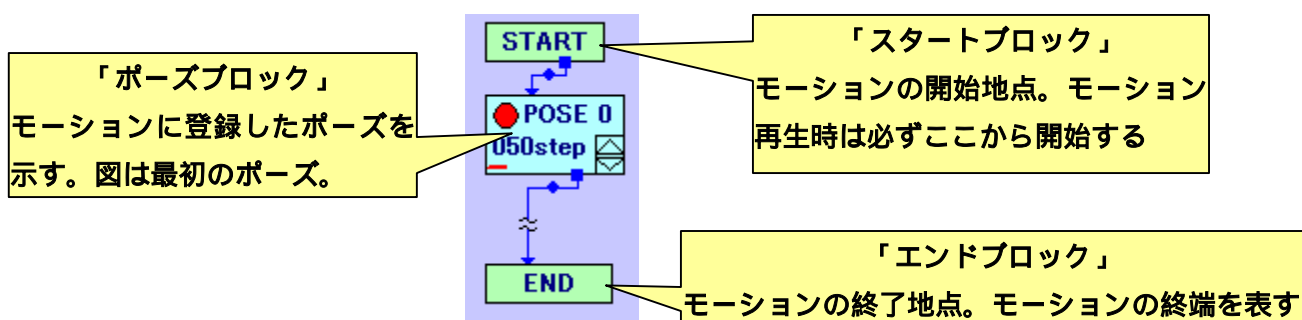 START
「スタートブロック」
モーションの開始地点。モーション
再生時は必ずここから開始する
「ポーズブロック」
モーションに登録したポーズを
示す。図は最初のポーズ。
POSE 0
050step
END
「エンドブロック」
モーションの終了地点。モーションの終端を表す